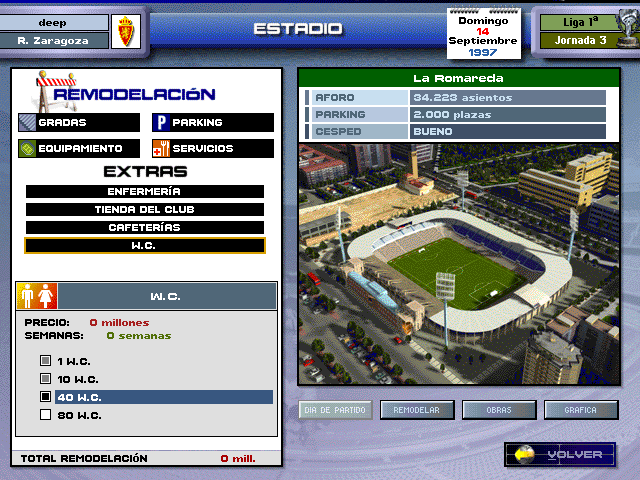 deep
R. Zaragoza
ESTADIO
Domingo
14
Septiembre
1997
Liga 1ª
Jornada 3
REMODELACIÓN
GRADAS
P PARKING
EQUIPAMIENTO
SERVICIOS
EXTRAS
ENFERMERÍA
TIENDA DEL CLUB
CAFETERÍAS
W.C.
W.C.
PRECIO: 0 millones
SEMANAS: 0 semanas
1 W.C.
10 W.C.
40 W.C.
80 W.C.
TOTAL REMODELACIÓN 0 mill.
La Romareda
AFORO 34.223 asientos
PARKING 2.000 plazas
CESPED BUENO
DIA DE PARTIDO
REMODELAR
OBRAS
GRAFICA
VOLVER